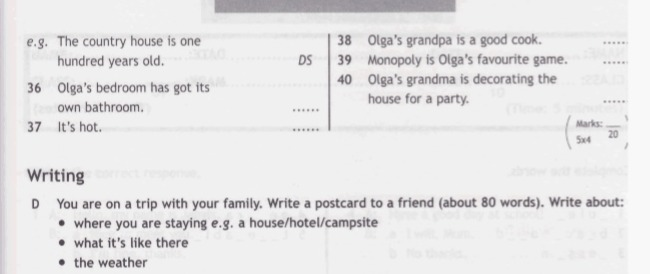 e.g. The country house is one
hundred years old. DS
36 Olga's bedroom has got its
own bathroom. ......
37 It's hot. ......
38 Olga's grandpa is a good cook. .....
39 Monopoly is Olga's favourite game. .....
40 Olga's grandma is decorating the
house for a party. ....
Marks: __
5x4 20
Writing
D You are on a trip with your family. Write a postcard to a friend (about 80 words). Write about:
• where you are staying e.g. a house/hotel/campsite
• what it's like there
• the weather